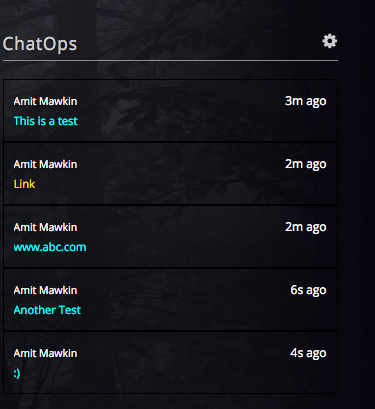 ChatOps
Amit Mawkin 3m ago
This is a test
Amit Mawkin 2m ago
Link
Amit Mawkin 2m ago
www.abc.com
Amit Mawkin 6s ago
Another Test
Amit Mawkin 4s ago
:)